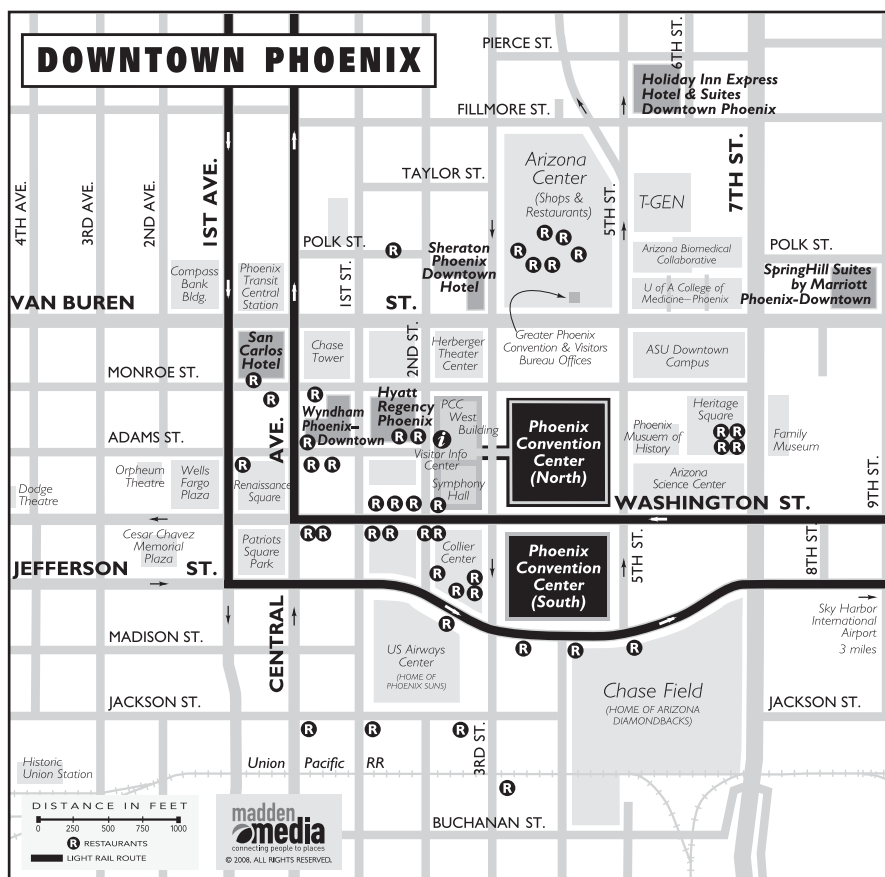 DOWNTOWN PHOENIX
PIERCE ST.
5TH ST.
6TH ST.
Holiday Inn Express
Hotel & Suites
Downtown Phoenix
FILLMORE ST.
4TH AVE.
3RD AVE.
2ND AVE.
1ST AVE.
TAYLOR ST.
Arizona
Center
(Shops &
Restaurants)
5TH ST.
T-GEN
7TH ST.
POLK ST.
R
Sheraton
Phoenix
Downtown
Hotel
R R R
R R R
Arizona Biomedical
Collaborative
POLK ST.
Compass
Bank
Bldg.
Phoenix
Transit
Central
Station
1ST ST.
U of A College of
Medicine–Phoenix
SpringHill Suites
by Marriott
Phoenix-Downtown
VAN BUREN ST.
San
Carlos
Hotel
R
R
Chase
Tower
2ND ST.
Herberger
Theater
Center
Greater Phoenix
Convention & Visitors
Bureau Offices
ASU Downtown
Campus
MONROE ST.
R
Wyndham
Phoenix–
Downtown
R
Hyatt
Regency
Phoenix
R R
PCC
West
Building
i
Visitor Info
Center
Phoenix
Convention
Center
(North)
Phoenix
Musuem of
History
Heritage
Square
R R
R R
Family
Museum
ADAMS ST.
AVE.
Dodge
Theatre
Orpheum
Theatre
Wells
Fargo
Plaza
R
Renaissance
Square
R R
R R R
Symphony
Hall
R
Arizona
Science Center
WASHINGTON ST.
9TH ST.
Cesar Chavez
Memorial
Plaza
Patriots
Square
Park
R R
R R
R R
Collier
Center
R
R
R
R
Phoenix
Convention
Center
(South)
5TH ST.
8TH ST.
JEFFERSON ST.
Sky Harbor
International
Airport
3 miles
MADISON ST.
CENTRAL
R
US Airways
Center
(HOME OF
PHOENIX SUNS)
R
R
R
Chase Field
(HOME OF ARIZONA
DIAMONDBACKS)
JACKSON ST.
JACKSON ST.
R
R
R
3RD ST.
Historic
Union Station
Union Pacific RR
R
DISTANCE IN FEET
0 250 500 750 1000
R RESTAURANTS
LIGHT RAIL ROUTE
madden
media
connecting people to places
© 2008. ALL RIGHTS RESERVED.
BUCHANAN ST.